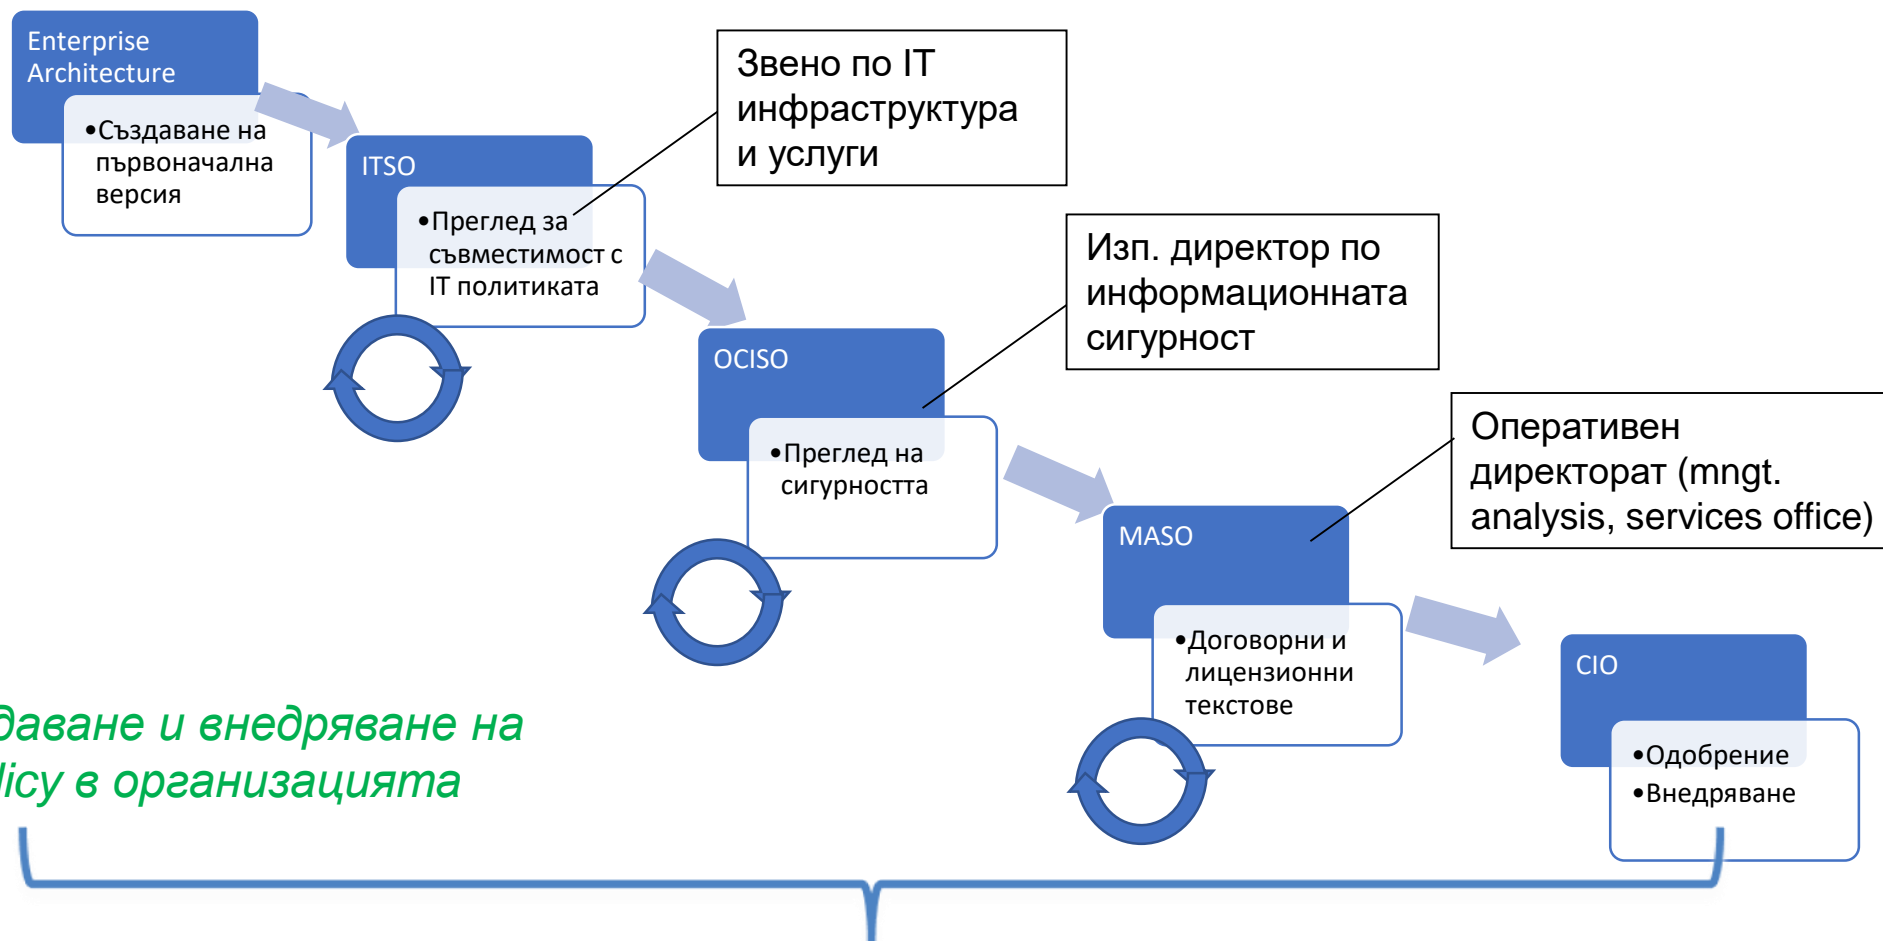 Enterprise
Architecture
•Създаване на
първоначална
версия
ITSO
•Преглед за
съвместимост с
IT политиката
Звено по IT
инфраструктура
и услуги
OCISO
•Преглед на
сигурността
Изп. директор по
информационната
сигурност
MASO
•Договорни и
лицензионни
текстове
Оперативен
директорат (mngt.
analysis, services office)
CIO
•Одобрение
•Внедряване
даване и внедряване на
licy в организацията